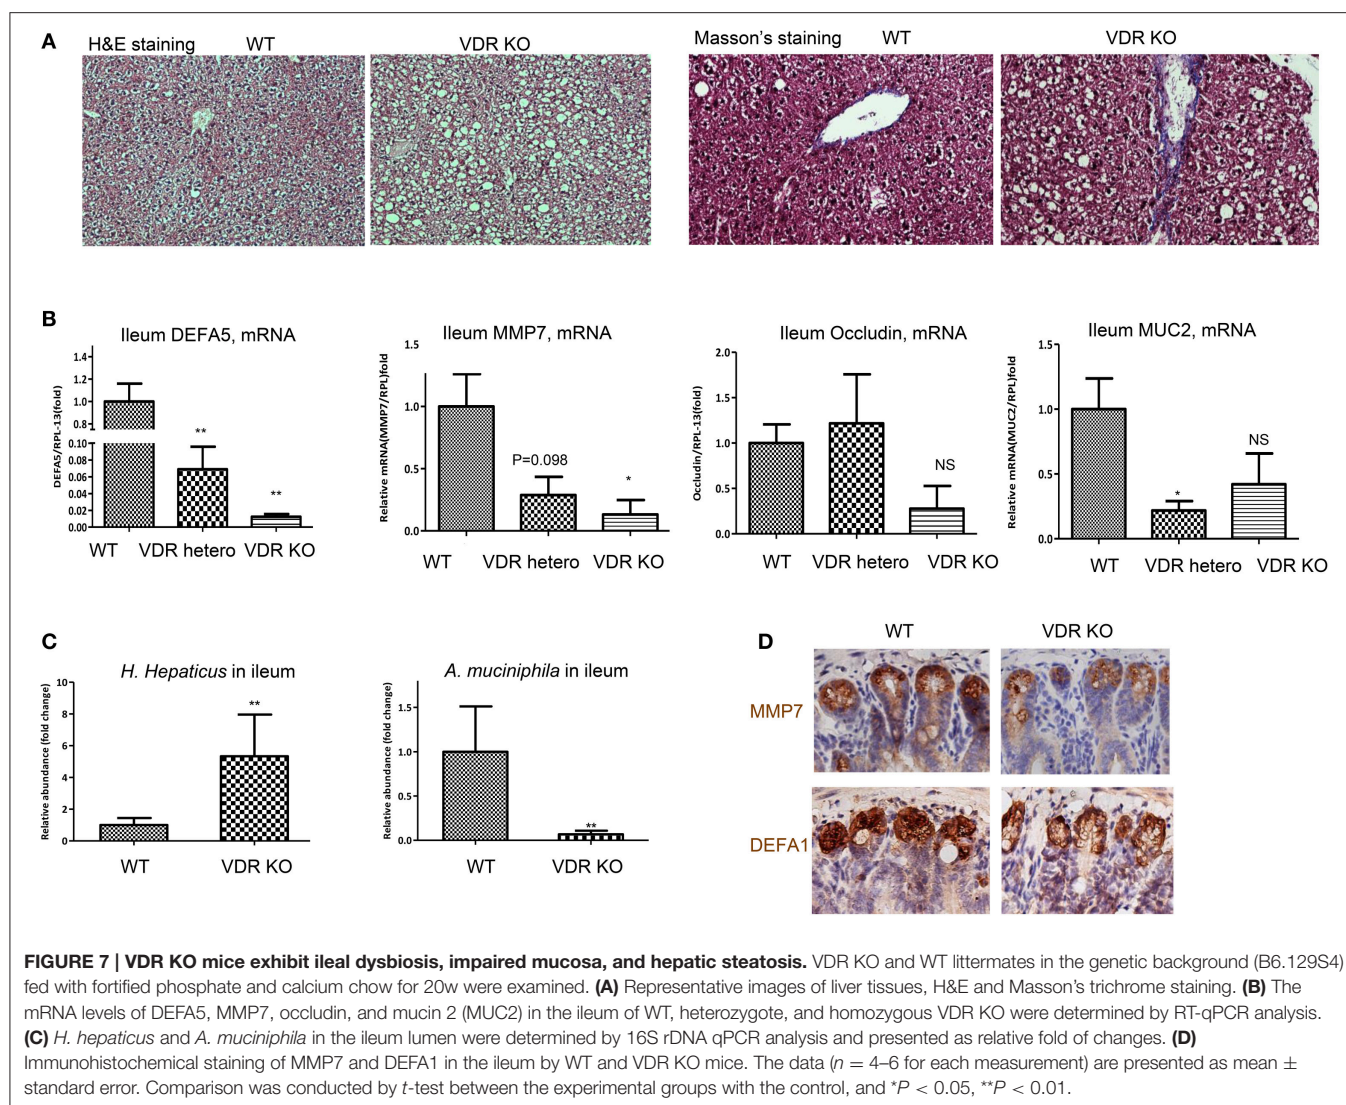 A
H&E staining WT VDR KO
Masson's staining WT VDR KO
B
Ileum DEFA5, mRNA
DEFA5/RPL-13(fold)
1.4
1.2
1.0
0.8
0.10
0.08
0.06
0.04
0.02
0.00
**
**
WT VDR hetero VDR KO
Ileum MMP7, mRNA
Relative mRNA(MMP7/RPL)fold
1.5
1.0
0.5
0.0
P=0.098
*
WT VDR hetero VDR KO
Ileum Occludin, mRNA
Occludin/RPL-13(fold)
2.0
1.5
1.0
0.5
0.0
NS
WT VDR hetero VDR KO
Ileum MUC2, mRNA
Relative mRNA(MUC2/RPL)fold
1.5
1.0
0.5
0.0
*
NS
WT VDR hetero VDR KO
C
H. Hepaticus in ileum
Relative abundance (fold change)
10
8
6
4
2
0
**
WT VDR KO
A. muciniphila in ileum
Relative abundance (fold change)
1.5
1.0
0.5
0.0
**
WT VDR KO
D
WT VDR KO
MMP7
DEFA1
FIGURE 7 | VDR KO mice exhibit ileal dysbiosis, impaired mucosa, and hepatic steatosis. VDR KO and WT littermates in the genetic background (B6.129S4)
fed with fortified phosphate and calcium chow for 20w were examined. (A) Representative images of liver tissues, H&E and Masson's trichrome staining. (B) The
mRNA levels of DEFA5, MMP7, occludin, and mucin 2 (MUC2) in the ileum of WT, heterozygote, and homozygous VDR KO were determined by RT-qPCR analysis.
(C) H. hepaticus and A. muciniphila in the ileum lumen were determined by 16S rDNA qPCR analysis and presented as relative fold of changes. (D)
Immunohistochemical staining of MMP7 and DEFA1 in the ileum by WT and VDR KO mice. The data (n = 4–6 for each measurement) are presented as mean ±
standard error. Comparison was conducted by t-test between the experimental groups with the control, and *P < 0.05, **P < 0.01.